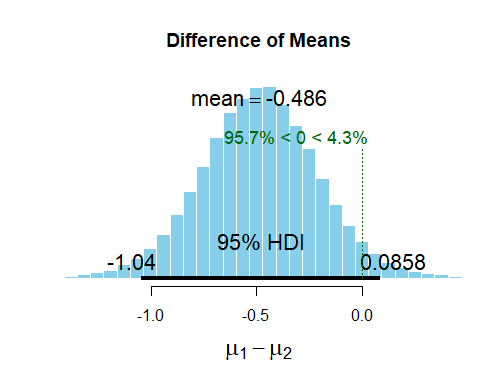 Difference of Means
mean = -0.486
95.7% < 0 < 4.3%
95% HDI
-1.04 0.0858
-1.0 -0.5 0.0
μ1 − μ2